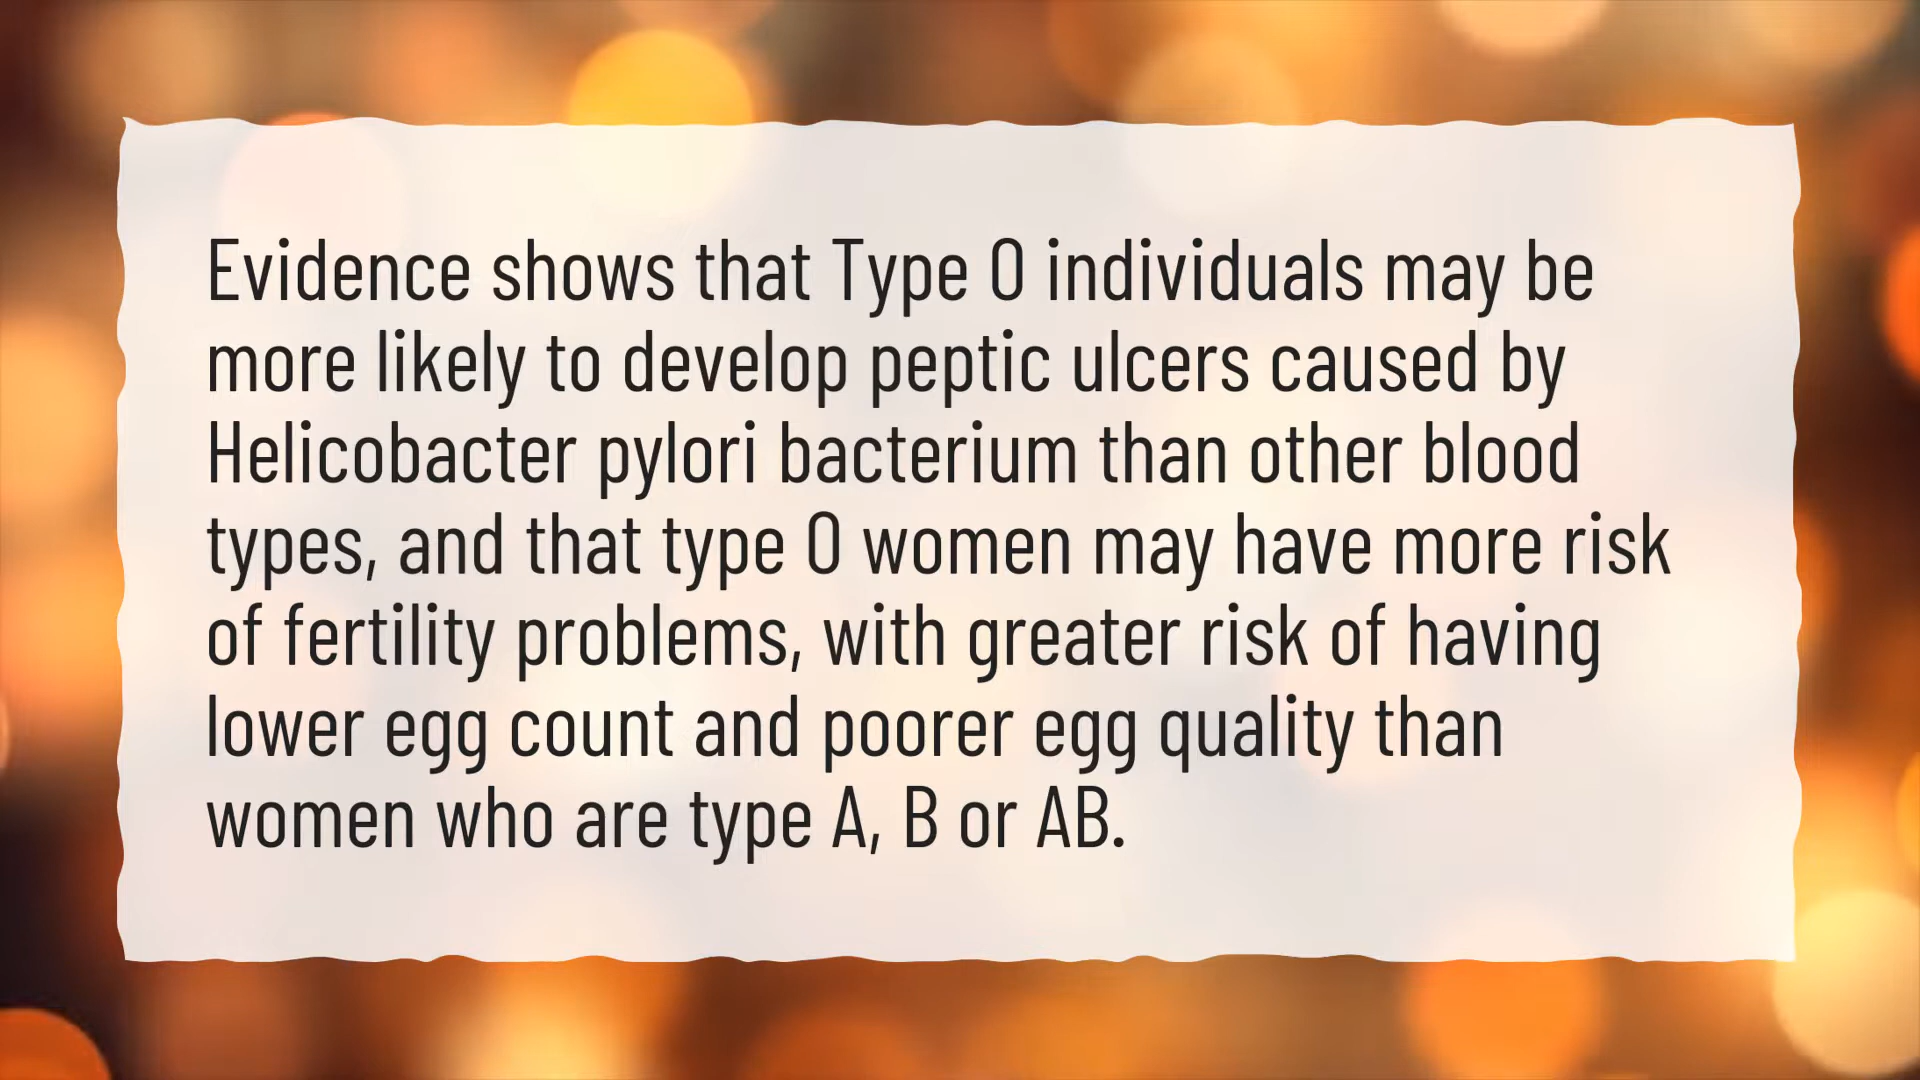 Evidence shows that Type O individuals may be
more likely to develop peptic ulcers caused by
Helicobacter pylori bacterium than other blood
types, and that type O women may have more risk
of fertility problems, with greater risk of having
lower egg count and poorer egg quality than
women who are type A, B or AB.